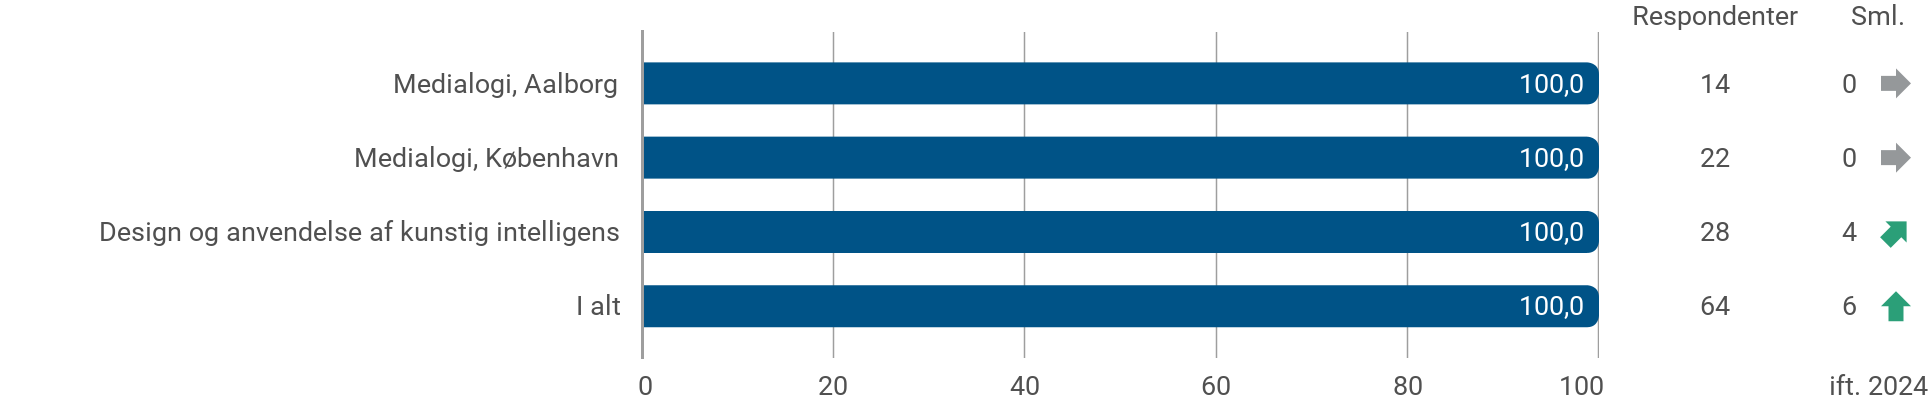 Respondenter Sml.
Medialogi, Aalborg 100,0 14 0
Medialogi, København 100,0 22 0
Design og anvendelse af kunstig intelligens 100,0 28 4
I alt 100,0 64 6
0 20 40 60 80 100 ift. 2024